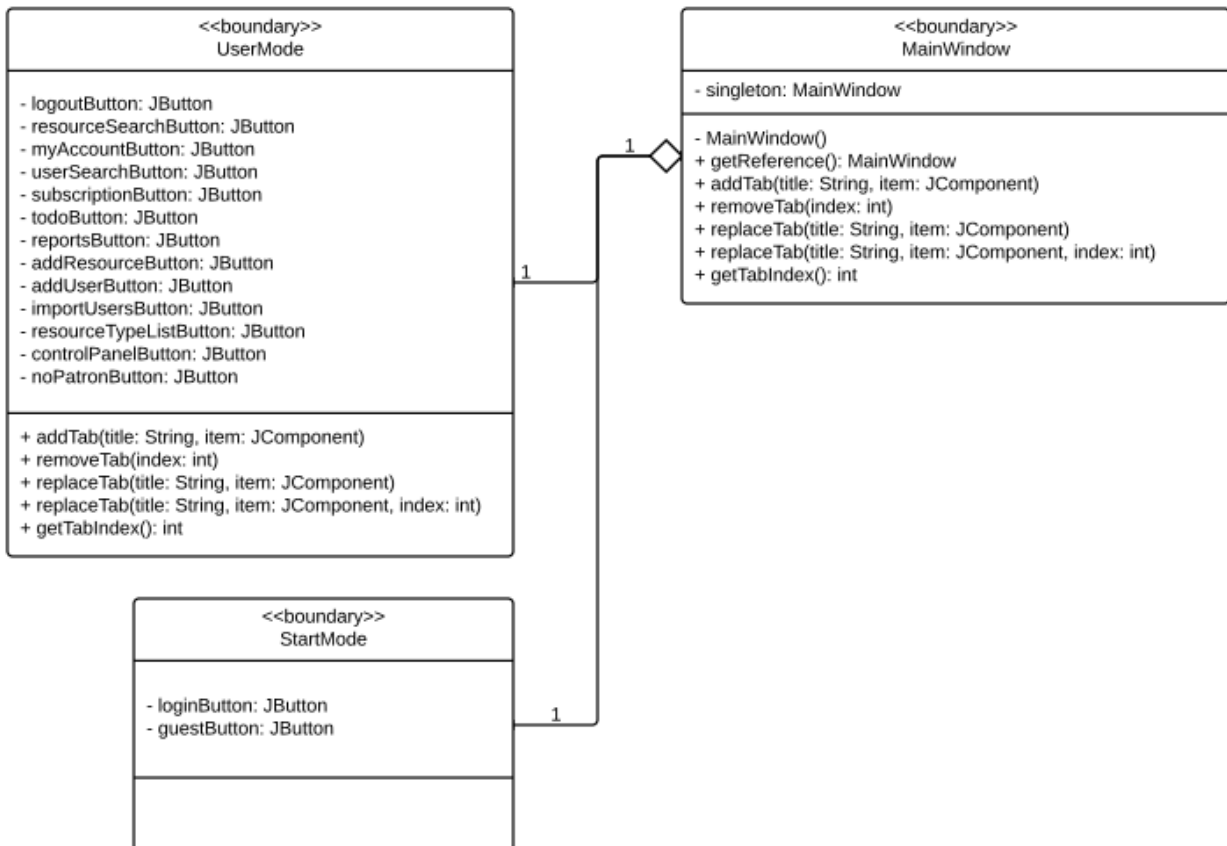 <<boundary>>
UserMode
- logoutButton: JButton
- resourceSearchButton: JButton
- myAccountButton: JButton
- userSearchButton: JButton
- subscriptionButton: JButton
- todoButton: JButton
- reportsButton: JButton
- addResourceButton: JButton
- addUserButton: JButton
- importUsersButton: JButton
- resourceTypeListButton: JButton
- controlPanelButton: JButton
- noPatronButton: JButton
+ addTab(title: String, item: JComponent)
+ removeTab(index: int)
+ replaceTab(title: String, item: JComponent)
+ replaceTab(title: String, item: JComponent, index: int)
+ getTabIndex(): int
1
1
<<boundary>>
MainWindow
- singleton: MainWindow
- MainWindow()
+ getReference(): MainWindow
+ addTab(title: String, item: JComponent)
+ removeTab(index: int)
+ replaceTab(title: String, item: JComponent)
+ replaceTab(title: String, item: JComponent, index: int)
+ getTabIndex(): int
<<boundary>>
StartMode
- loginButton: JButton
- guestButton: JButton
1